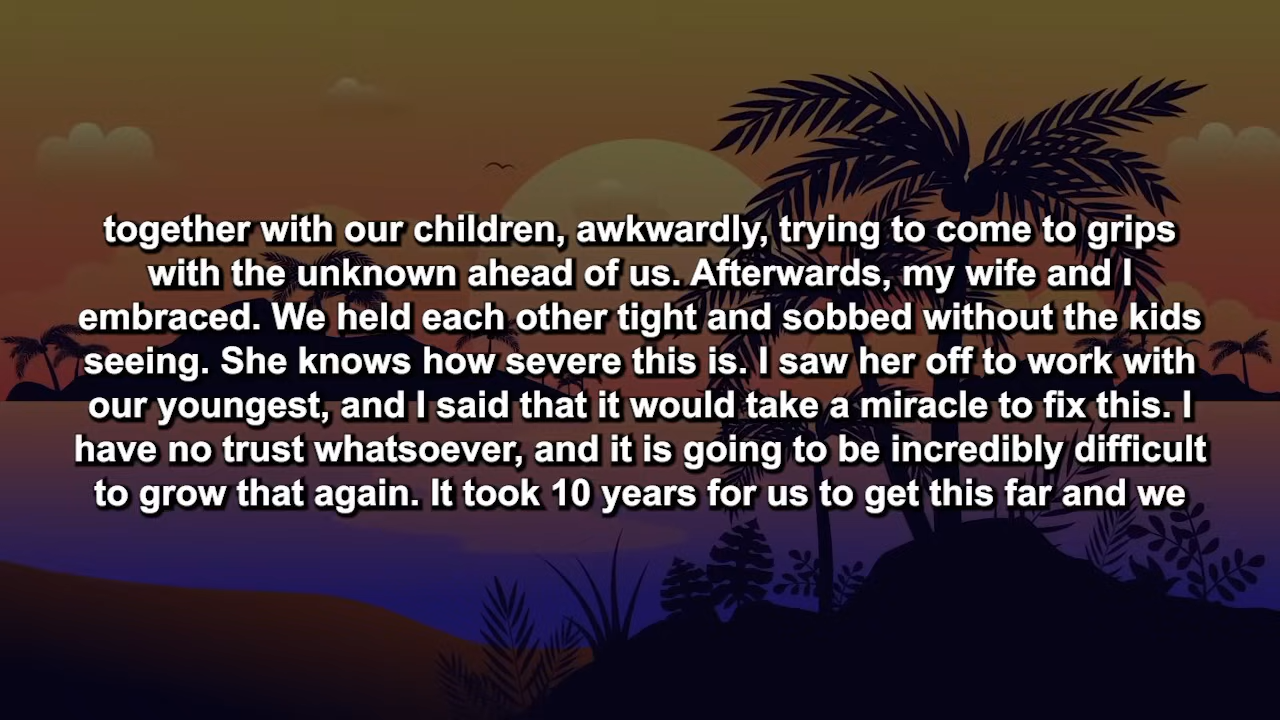 together with our children, awkwardly, trying to come to grips
with the unknown ahead of us. Afterwards, my wife and I
embraced. We held each other tight and sobbed without the kids
seeing. She knows how severe this is. I saw her off to work with
our youngest, and I said that it would take a miracle to fix this. I
have no trust whatsoever, and it is going to be incredibly difficult
to grow that again. It took 10 years for us to get this far and we